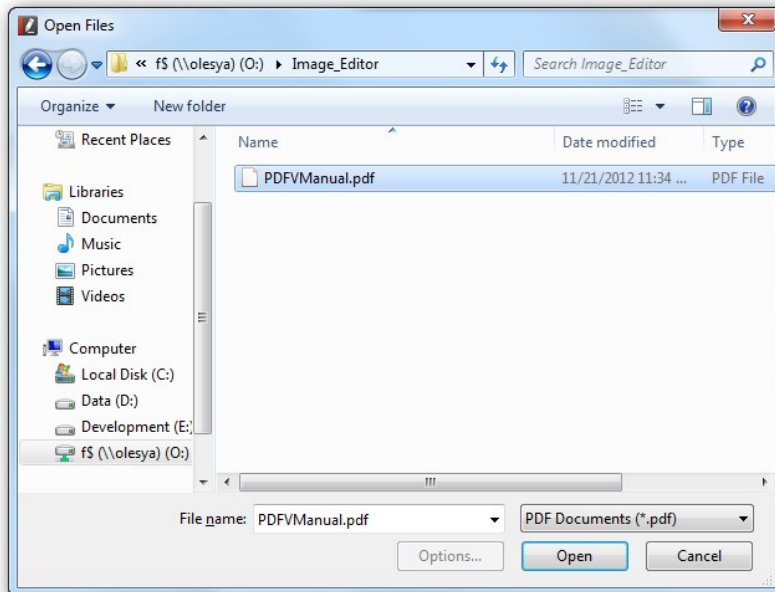 Open Files
« f$ (\\olesya) (O:) ▸ Image_Editor
Search Image_Editor
Organize
New folder
Recent Places
Name
Date modified
Type
PDFVManual.pdf
11/21/2012 11:34 ...
PDF File
Libraries
Documents
Music
Pictures
Videos
Computer
Local Disk (C:)
Data (D:)
Development (E:)
f$ (\\olesya) (O:)
File name:
PDFVManual.pdf
PDF Documents (*.pdf)
Options...
Open
Cancel